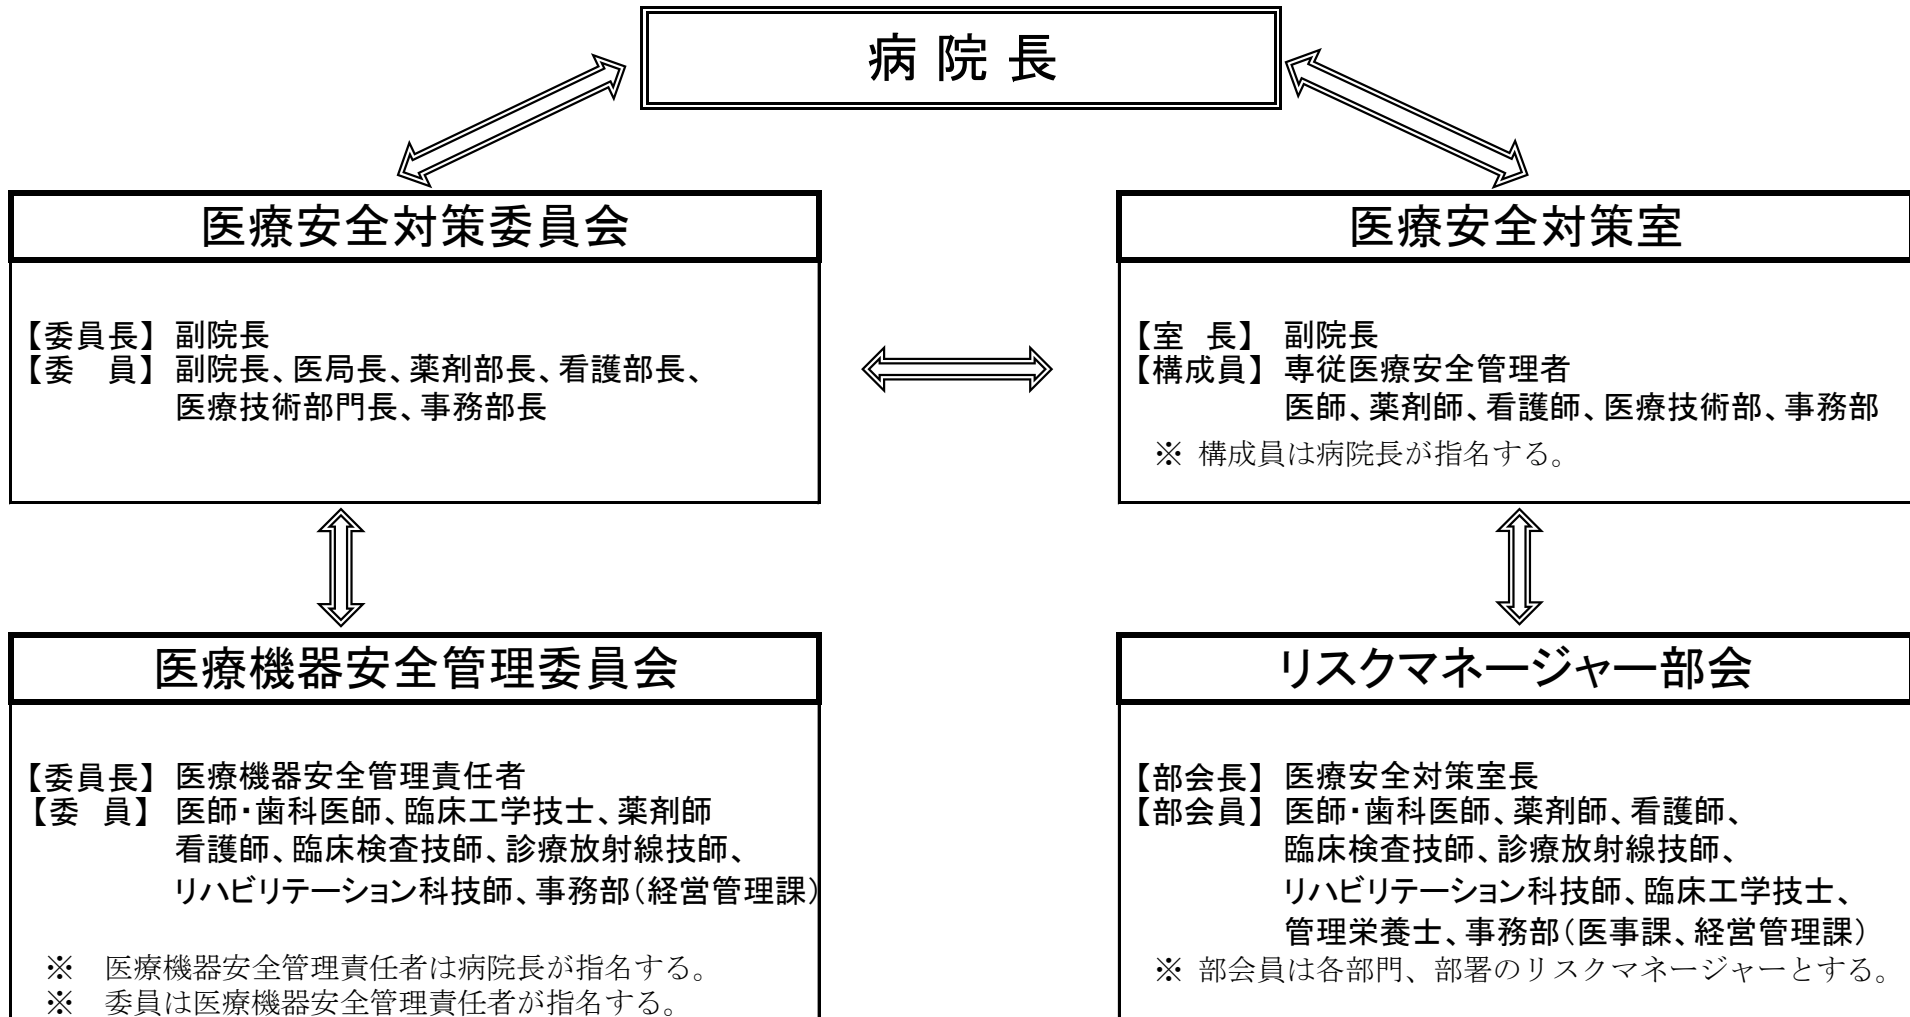 病 院 長
医療安全対策委員会
【委員長】 副院長
【委　員】 副院長、医局長、薬剤部長、看護部長、
医療技術部門長、事務部長
医療安全対策室
【室　長】 副院長
【構成員】 専従医療安全管理者
医師、薬剤師、看護師、医療技術部、事務部
※ 構成員は病院長が指名する。
医療機器安全管理委員会
【委員長】 医療機器安全管理責任者
【委　員】 医師・歯科医師、臨床工学技士、薬剤師
看護師、臨床検査技師、診療放射線技師、
リハビリテーション科技師、事務部（経営管理課）
※　医療機器安全管理責任者は病院長が指名する。
※　委員は医療機器安全管理責任者が指名する。
リスクマネージャー部会
【部会長】 医療安全対策室長
【部会員】 医師・歯科医師、薬剤師、看護師、
臨床検査技師、診療放射線技師、
リハビリテーション科技師、臨床工学技士、
管理栄養士、事務部（医事課、経営管理課）
※ 部会員は各部門、部署のリスクマネージャーとする。